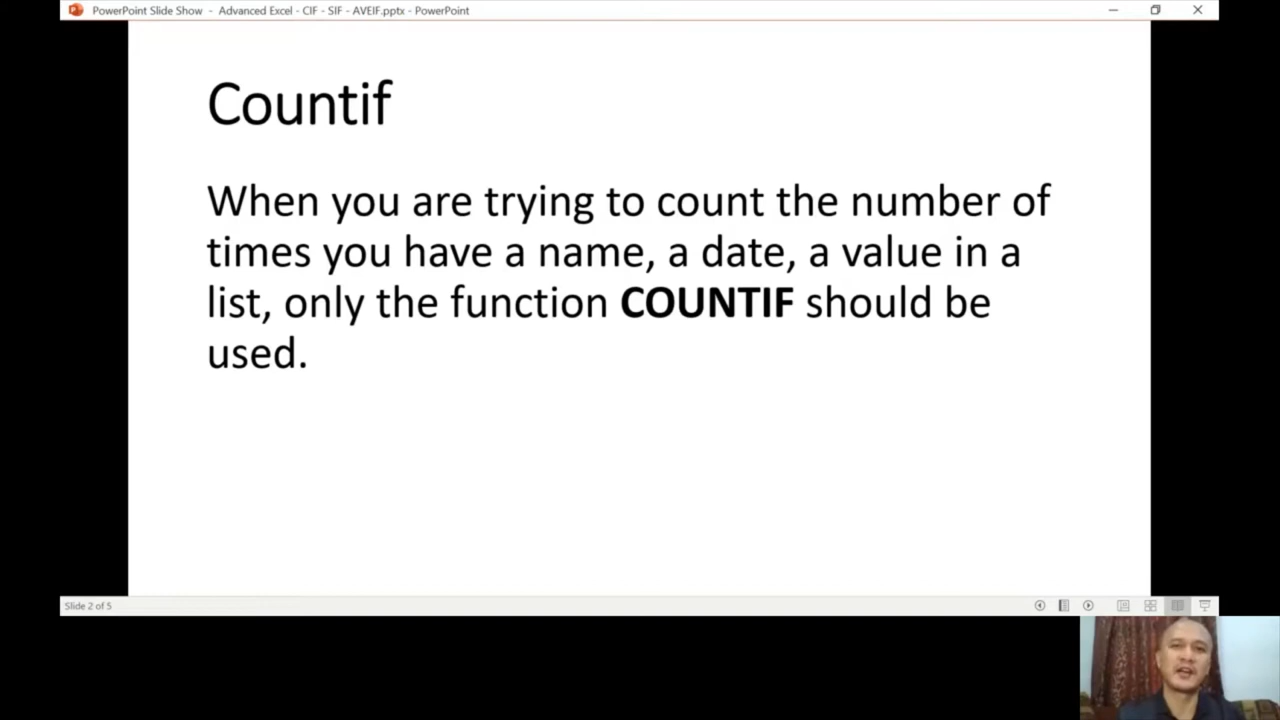 PowerPoint Slide Show - Advanced Excel - CIF - SIF - AVEIF.pptx - PowerPoint
Countif
When you are trying to count the number of
times you have a name, a date, a value in a
list, only the function COUNTIF should be
used.
Slide 2 of 5